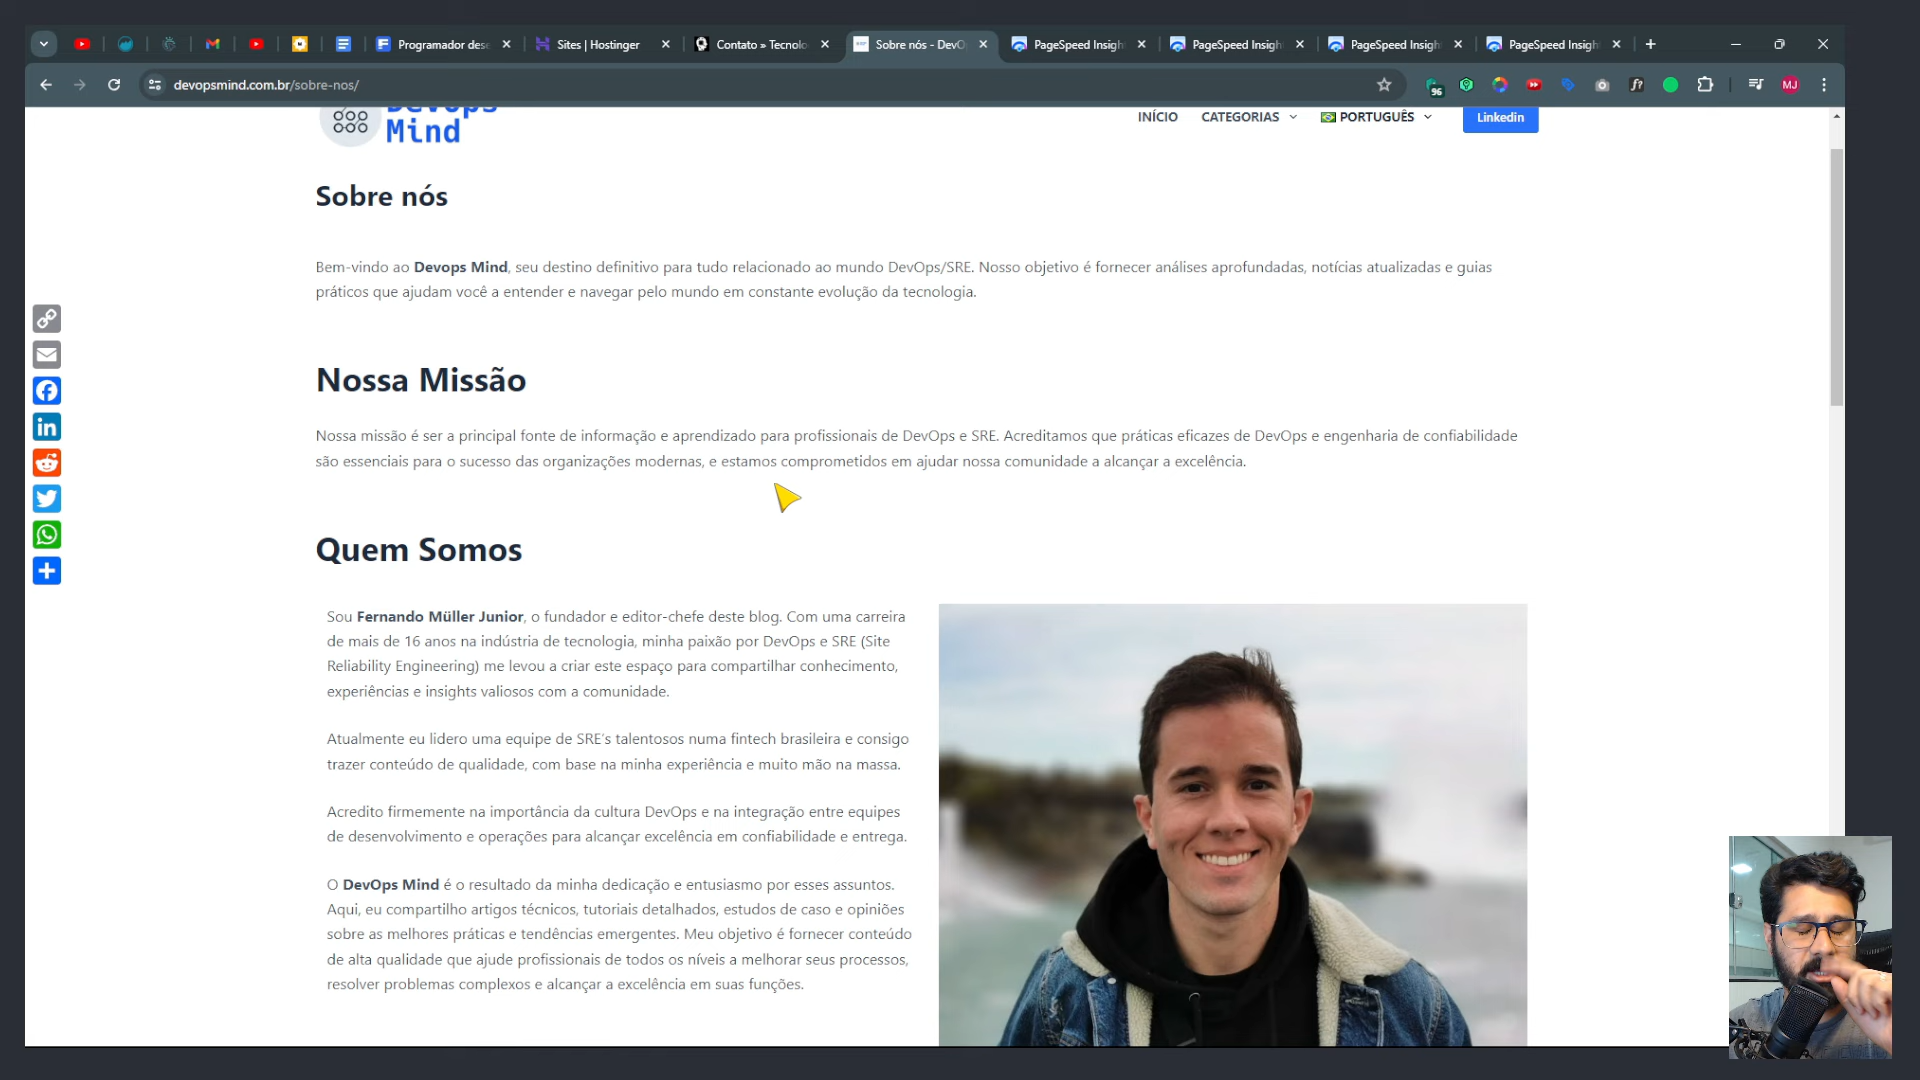 Programador des
Sites | Hostinger
Contato » Tecnolo
Sobre nós - DevO
PageSpeed Insigh
PageSpeed Insigh
PageSpeed Insigh
PageSpeed Insigh
devopsmind.com.br/sobre-nos/
96
f?
MJ
Devops
Mind
INÍCIO
CATEGORIAS
PORTUGUÊS
Linkedin
Sobre nós
Bem-vindo ao Devops Mind, seu destino definitivo para tudo relacionado ao mundo DevOps/SRE. Nosso objetivo é fornecer análises aprofundadas, notícias atualizadas e guias
práticos que ajudam você a entender e navegar pelo mundo em constante evolução da tecnologia.
Nossa Missão
Nossa missão é ser a principal fonte de informação e aprendizado para profissionais de DevOps e SRE. Acreditamos que práticas eficazes de DevOps e engenharia de confiabilidade
são essenciais para o sucesso das organizações modernas, e estamos comprometidos em ajudar nossa comunidade a alcançar a excelência.
Quem Somos
Sou Fernando Müller Junior, o fundador e editor-chefe deste blog. Com uma carreira
de mais de 16 anos na indústria de tecnologia, minha paixão por DevOps e SRE (Site
Reliability Engineering) me levou a criar este espaço para compartilhar conhecimento,
experiências e insights valiosos com a comunidade.
Atualmente eu lidero uma equipe de SRE's talentosos numa fintech brasileira e consigo
trazer conteúdo de qualidade, com base na minha experiência e muito mão na massa.
Acredito firmemente na importância da cultura DevOps e na integração entre equipes
de desenvolvimento e operações para alcançar excelência em confiabilidade e entrega.
O DevOps Mind é o resultado da minha dedicação e entusiasmo por esses assuntos.
Aqui, eu compartilho artigos técnicos, tutoriais detalhados, estudos de caso e opiniões
sobre as melhores práticas e tendências emergentes. Meu objetivo é fornecer conteúdo
de alta qualidade que ajude profissionais de todos os níveis a melhorar seus processos,
resolver problemas complexos e alcançar a excelência em suas funções.